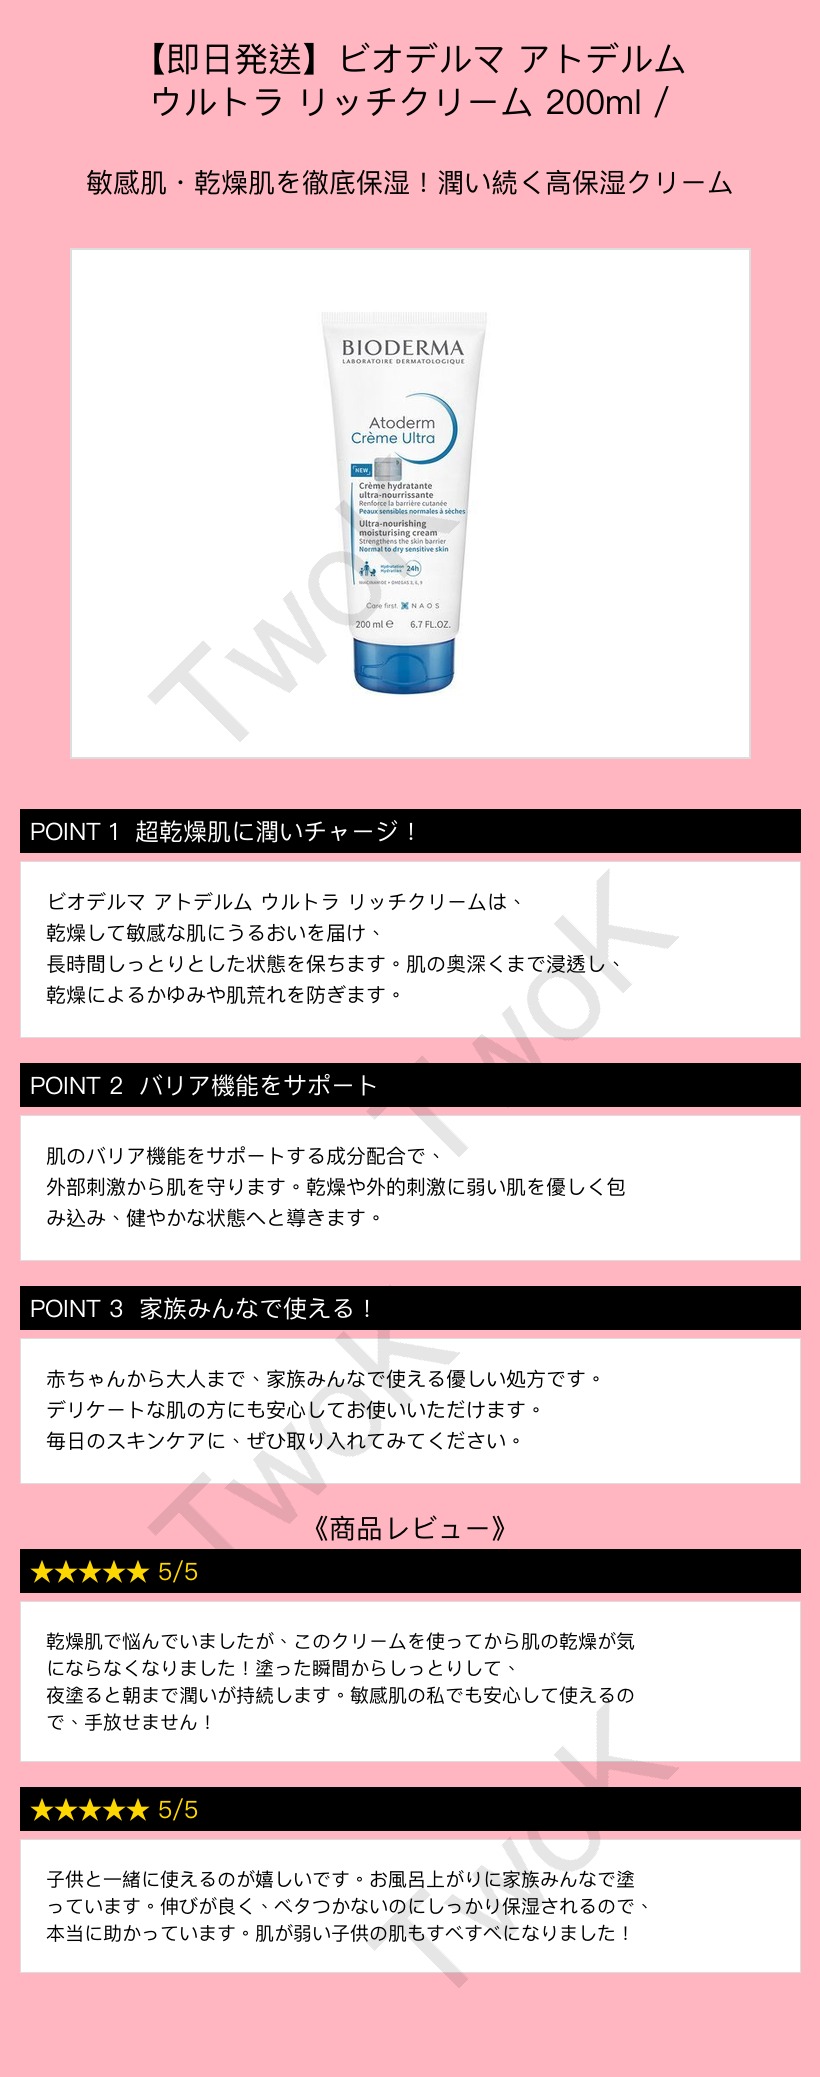 【即日発送】ビオデルマ アトデルム
ウルトラ リッチクリーム 200ml /
敏感肌・乾燥肌を徹底保湿！潤い続く高保湿クリーム
BIODERMA
LABORATOIRE DERMATOLOGIQUE
Atoderm
Crème Ultra
NEW
Crème hydratante
ultra-nourrissante
Renforce la barrière cutanée
Peaux sensibles normales à sèches
Ultra-nourishing
moisturising cream
Strengthens the skin barrier
Normal to dry sensitive skin
Hydratation
Hydration
24h
NIACINAMIDE + OMEGAS 3, 6, 9
Care first. NAOS
200 ml e 6.7 FL.OZ.
TwoK
POINT 1 超乾燥肌に潤いチャージ！
ビオデルマ アトデルム ウルトラ リッチクリームは、
乾燥して敏感な肌にうるおいを届け、
長時間しっとりとした状態を保ちます。肌の奥深くまで浸透し、
乾燥によるかゆみや肌荒れを防ぎます。
TwoK
POINT 2 バリア機能をサポート
肌のバリア機能をサポートする成分配合で、
外部刺激から肌を守ります。乾燥や外的刺激に弱い肌を優しく包
み込み、健やかな状態へと導きます。
POINT 3 家族みんなで使える！
赤ちゃんから大人まで、家族みんなで使える優しい処方です。
デリケートな肌の方にも安心してお使いいただけます。
毎日のスキンケアに、ぜひ取り入れてみてください。
TwoK
《商品レビュー》
★★★★★ 5/5
乾燥肌で悩んでいましたが、このクリームを使ってから肌の乾燥が気
にならなくなりました！塗った瞬間からしっとりして、
夜塗ると朝まで潤いが持続します。敏感肌の私でも安心して使えるの
で、手放せません！
★★★★★ 5/5
子供と一緒に使えるのが嬉しいです。お風呂上がりに家族みんなで塗
っています。伸びが良く、ベタつかないのにしっかり保湿されるので、
本当に助かっています。肌が弱い子供の肌もすべすべになりました！
TwoK